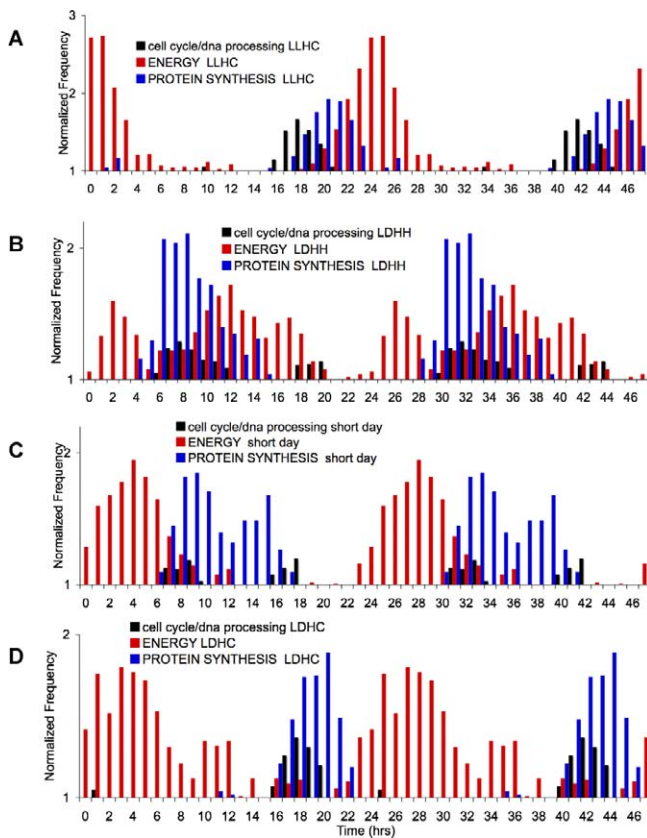 A
3
2
1
Normalized Frequency
cell cycle/dna processing LLHC
ENERGY LLHC
PROTEIN SYNTHESIS LLHC
0 2 4 6 8 10 12 14 16 18 20 22 24 26 28 30 32 34 36 38 40 42 44 46
B
2
1
Normalized Frequency
cell cycle/dna processing LDHH
ENERGY LDHH
PROTEIN SYNTHESIS LDHH
0 2 4 6 8 10 12 14 16 18 20 22 24 26 28 30 32 34 36 38 40 42 44 46
C
2
1
Normalized Frequency
cell cycle/dna processing short day
ENERGY short day
PROTEIN SYNTHESIS short day
0 2 4 6 8 10 12 14 16 18 20 22 24 26 28 30 32 34 36 38 40 42 44 46
D
2
1
Normalized Frequency
cell cycle/dna processing LDHC
ENERGY LDHC
PROTEIN SYNTHESIS LDHC
0 2 4 6 8 10 12 14 16 18 20 22 24 26 28 30 32 34 36 38 40 42 44 46
Time (hrs)